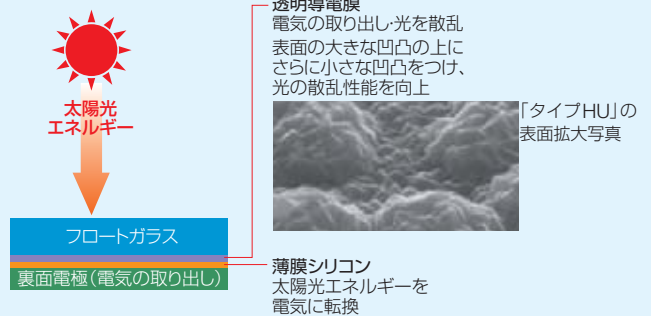 透明導電膜
電気の取り出し・光を散乱
表面の大きな凹凸の上に
さらに小さな凹凸をつけ、
光の散乱性能を向上
太陽光
エネルギー
「タイプHU」の
表面拡大写真
フロートガラス
裏面電極(電気の取り出し)
薄膜シリコン
太陽光エネルギーを
電気に転換